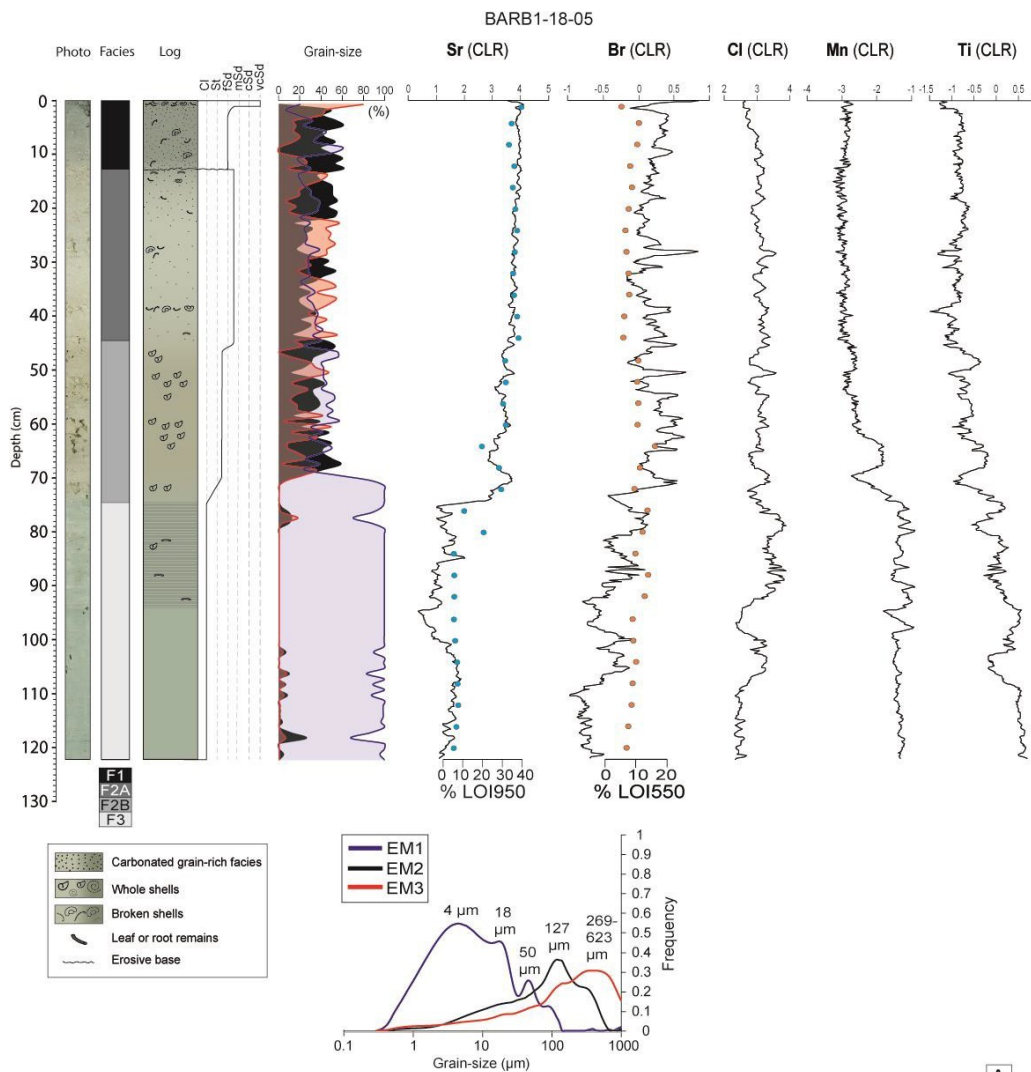 BARB1-18-05
Photo Facies Log Grain-size Sr (CLR) Br (CLR) Cl (CLR) Mn (CLR) Ti (CLR)
Cl St fSd mSd cSd vcSd
0 20 40 60 80 100 0 1 2 3 4 5 -1 -0.5 0 0.5 1 2 3 4 -3 -2 -1 -1.5 -1 -0.5 0 0.5
(%)
Depth (cm)
0
10
20
30
40
50
60
70
80
90
100
110
120
130
0 10 20 30 40 0 10 20
% LOI950 % LOI550
F1
F2A
F2B
F3
Carbonated grain-rich facies
Whole shells
Broken shells
Leaf or root remains
Erosive base
EM1
EM2
EM3
4 µm
18 µm
50 µm
127 µm
269-623 µm
1
0.9
0.8
0.7
0.6
0.5
0.4
0.3
0.2
0.1
0
Frequency
0.1 1 10 100 1000
Grain-size (µm)